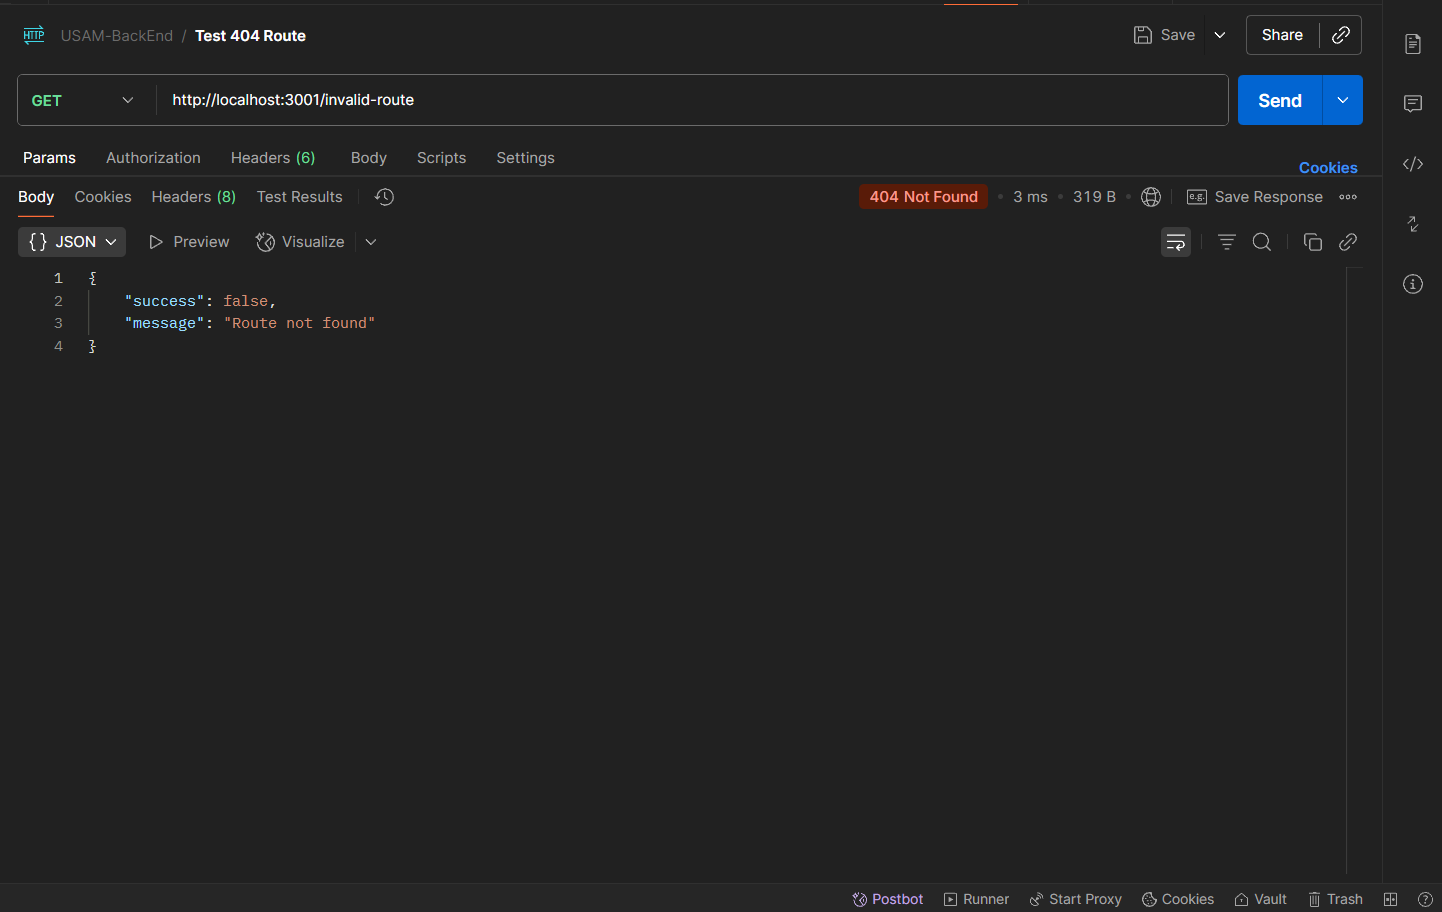 HTTP USAM-BackEnd / Test 404 Route Save Share
GET http://localhost:3001/invalid-route Send
Params Authorization Headers (6) Body Scripts Settings Cookies
Body Cookies Headers (8) Test Results 404 Not Found 3 ms 319 B e.g. Save Response
{} JSON Preview Visualize
1 {
2 "success": false,
3 "message": "Route not found"
4 }
Postbot Runner Start Proxy Cookies Vault Trash